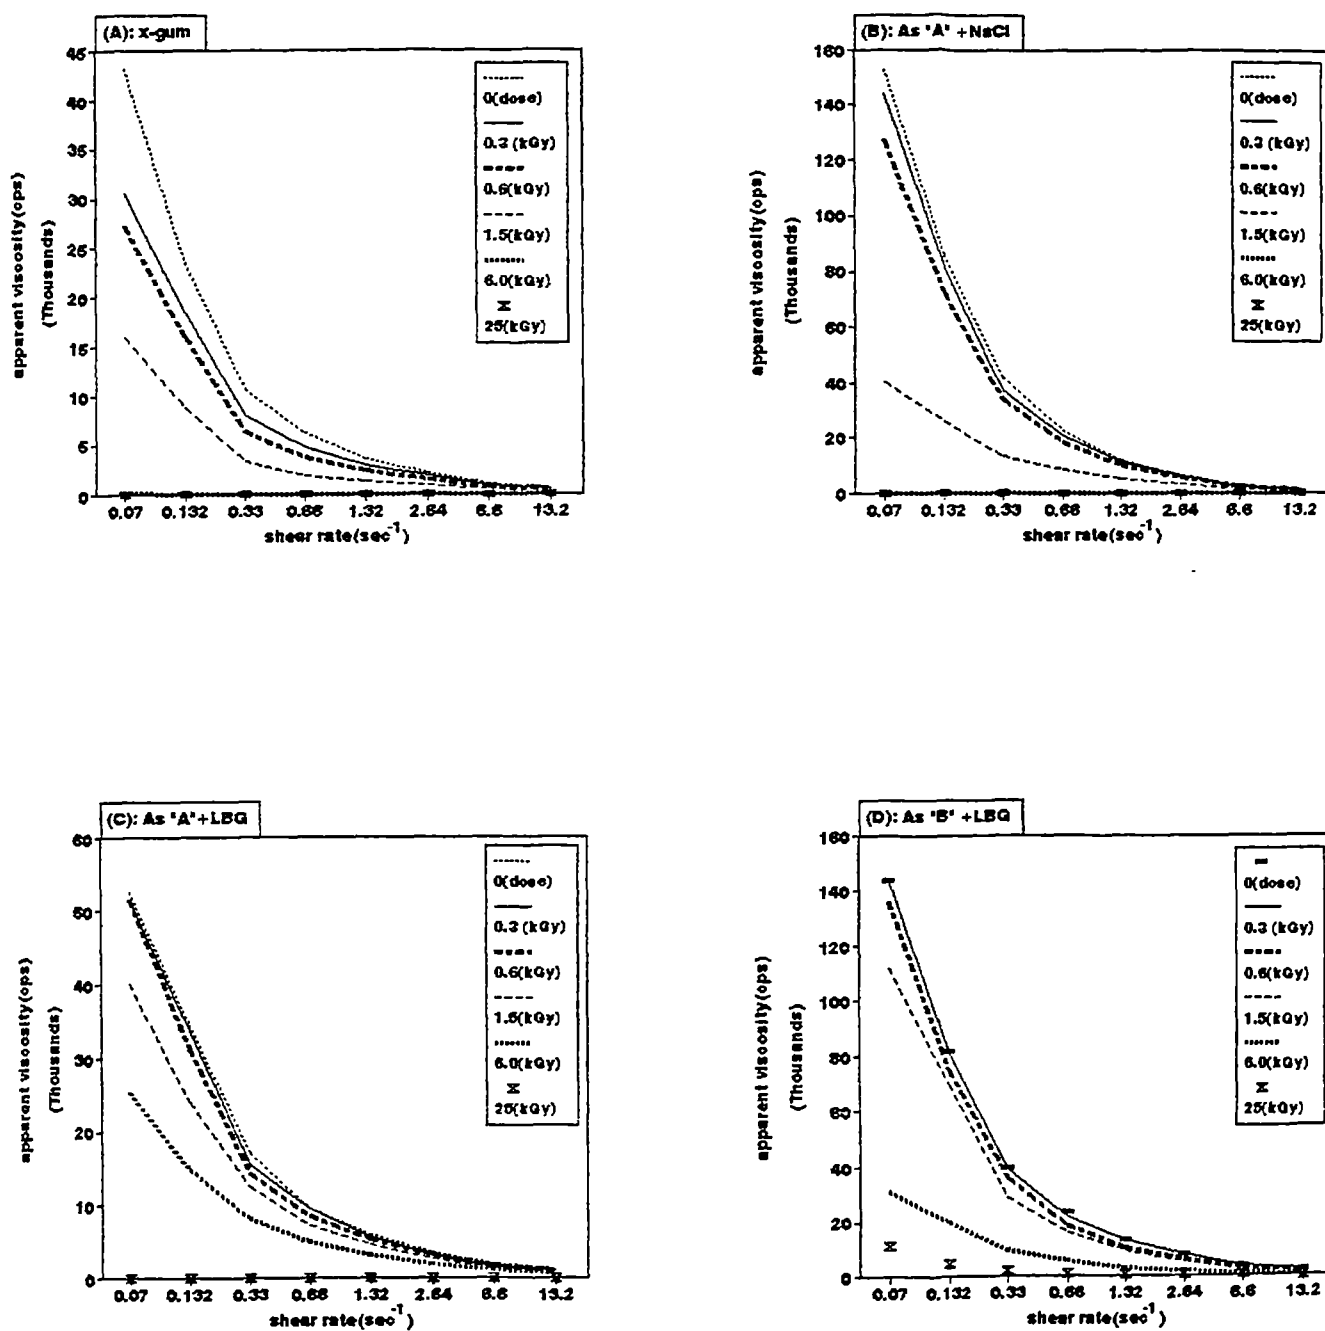 (A): x-gum
45
40
35
30
25
20
15
10
5
0
apparent viscosity(cps)
(Thousands)
0(dose)
0.3 (kGy)
0.6(kGy)
1.5(kGy)
6.0(kGy)
25(kGy)
0.07 0.132 0.33 0.66 1.32 2.64 6.6 13.2
shear rate(sec-1)
(B): As "A" +NaCl
160
140
120
100
80
60
40
20
0
apparent viscosity(cps)
(Thousands)
0(dose)
0.3 (kGy)
0.6(kGy)
1.5(kGy)
6.0(kGy)
25(kGy)
0.07 0.132 0.33 0.66 1.32 2.64 6.6 13.2
shear rate(sec-1)
(C): As "A"+LBG
60
50
40
30
20
10
0
apparent viscosity(cps)
(Thousands)
0(dose)
0.3 (kGy)
0.6(kGy)
1.5(kGy)
6.0(kGy)
25(kGy)
0.07 0.132 0.33 0.66 1.32 2.64 6.6 13.2
shear rate(sec-1)
(D): As "B" +LBG
160
140
120
100
80
60
40
20
0
apparent viscosity(cps)
(Thousands)
0(dose)
0.3 (kGy)
0.6(kGy)
1.5(kGy)
6.0(kGy)
25(kGy)
0.07 0.132 0.33 0.66 1.32 2.64 6.6 13.2
shear rate(sec-1)